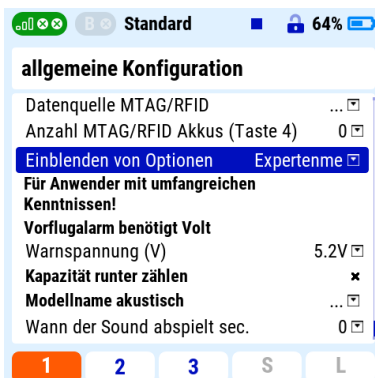 B Standard 64%
allgemeine Konfiguration
Datenquelle MTAG/RFID ...
Anzahl MTAG/RFID Akkus (Taste 4) 0
Einblenden von Optionen Expertenme
Für Anwender mit umfangreichen
Kenntnissen!
Vorflugalarm benötigt Volt
Warnspannung (V) 5.2V
Kapazität runter zählen
Modellname akustisch ...
Wann der Sound abspielt sec. 0
1 2 3 S L